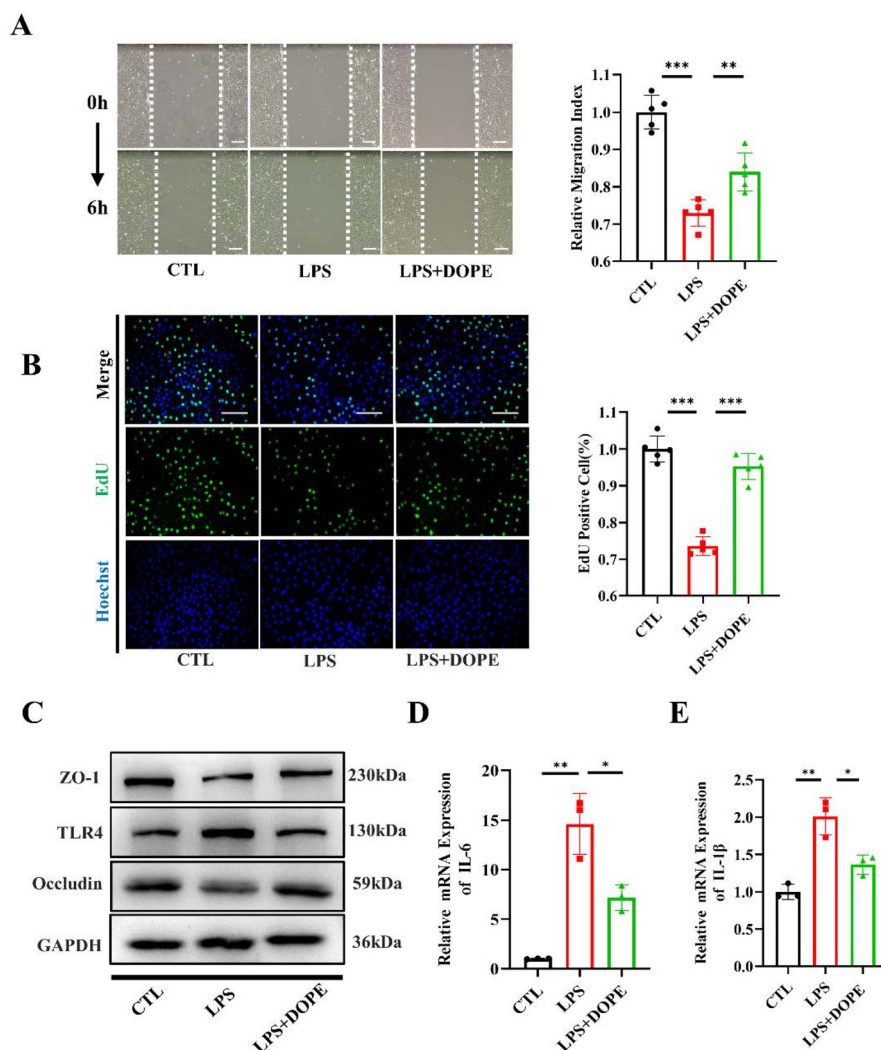 A
0h
6h
CTL
LPS
LPS+DOPE
Relative Migration Index
1.1
1.0
0.9
0.8
0.7
0.6
***
**
CTL
LPS
LPS+DOPE
B
Merge
EdU
Hoechst
CTL
LPS
LPS+DOPE
EdU Positive Cell(%)
1.1
1.0
0.9
0.8
0.7
0.6
***
***
CTL
LPS
LPS+DOPE
C
ZO-1
230kDa
TLR4
130kDa
Occludin
59kDa
GAPDH
36kDa
CTL
LPS
LPS+DOPE
D
Relative mRNA Expression
of IL-6
20
15
10
5
0
**
*
CTL
LPS
LPS+DOPE
E
Relative mRNA Expression
of IL-1β
2.5
2.0
1.5
1.0
0.5
0.0
**
*
CTL
LPS
LPS+DOPE